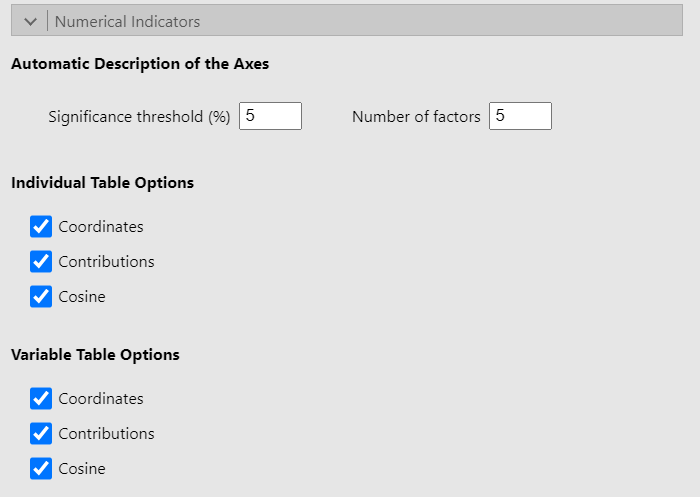 Numerical Indicators
Automatic Description of the Axes
Significance threshold (%) 5 Number of factors 5
Individual Table Options
Coordinates
Contributions
Cosine
Variable Table Options
Coordinates
Contributions
Cosine